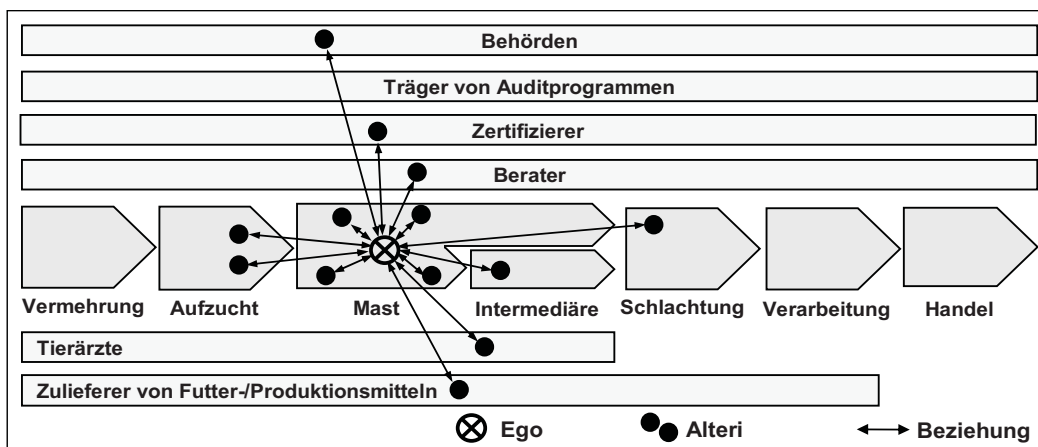 Behörden
Träger von Auditprogrammen
Zertifizierer
Berater
Vermehrung Aufzucht Mast Intermediäre Schlachtung Verarbeitung Handel
Tierärzte
Zulieferer von Futter-/Produktionsmitteln
Ego Alteri Beziehung